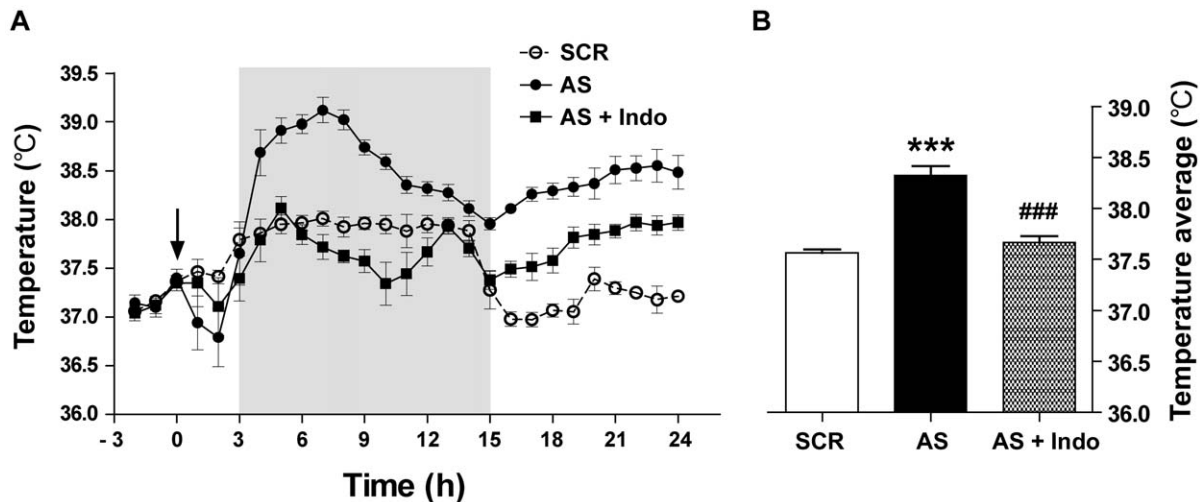 A
SCR
AS
AS + Indo
Temperature (°C)
39.5
39.0
38.5
38.0
37.5
37.0
36.5
36.0
- 3
0
3
6
9
12
15
18
21
24
Time (h)
B
***
###
39.0
38.5
38.0
37.5
37.0
36.5
36.0
Temperature average (°C)
SCR
AS
AS + Indo